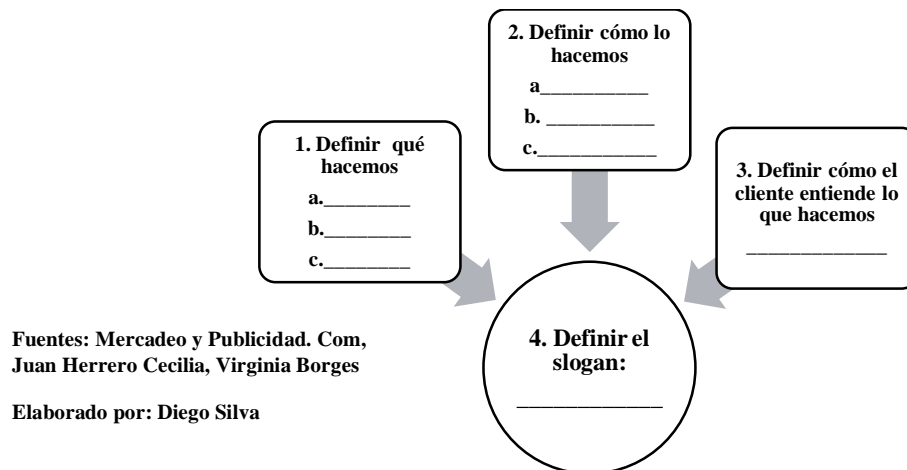 1. Definir qué
hacemos
a.________
b.________
c.________
2. Definir cómo lo
hacemos
a__________
b. __________
c.___________
3. Definir cómo el
cliente entiende lo
que hacemos
_____________
4. Definir el
slogan:
_____________
Fuentes: Mercadeo y Publicidad. Com,
Juan Herrero Cecilia, Virginia Borges
Elaborado por: Diego Silva